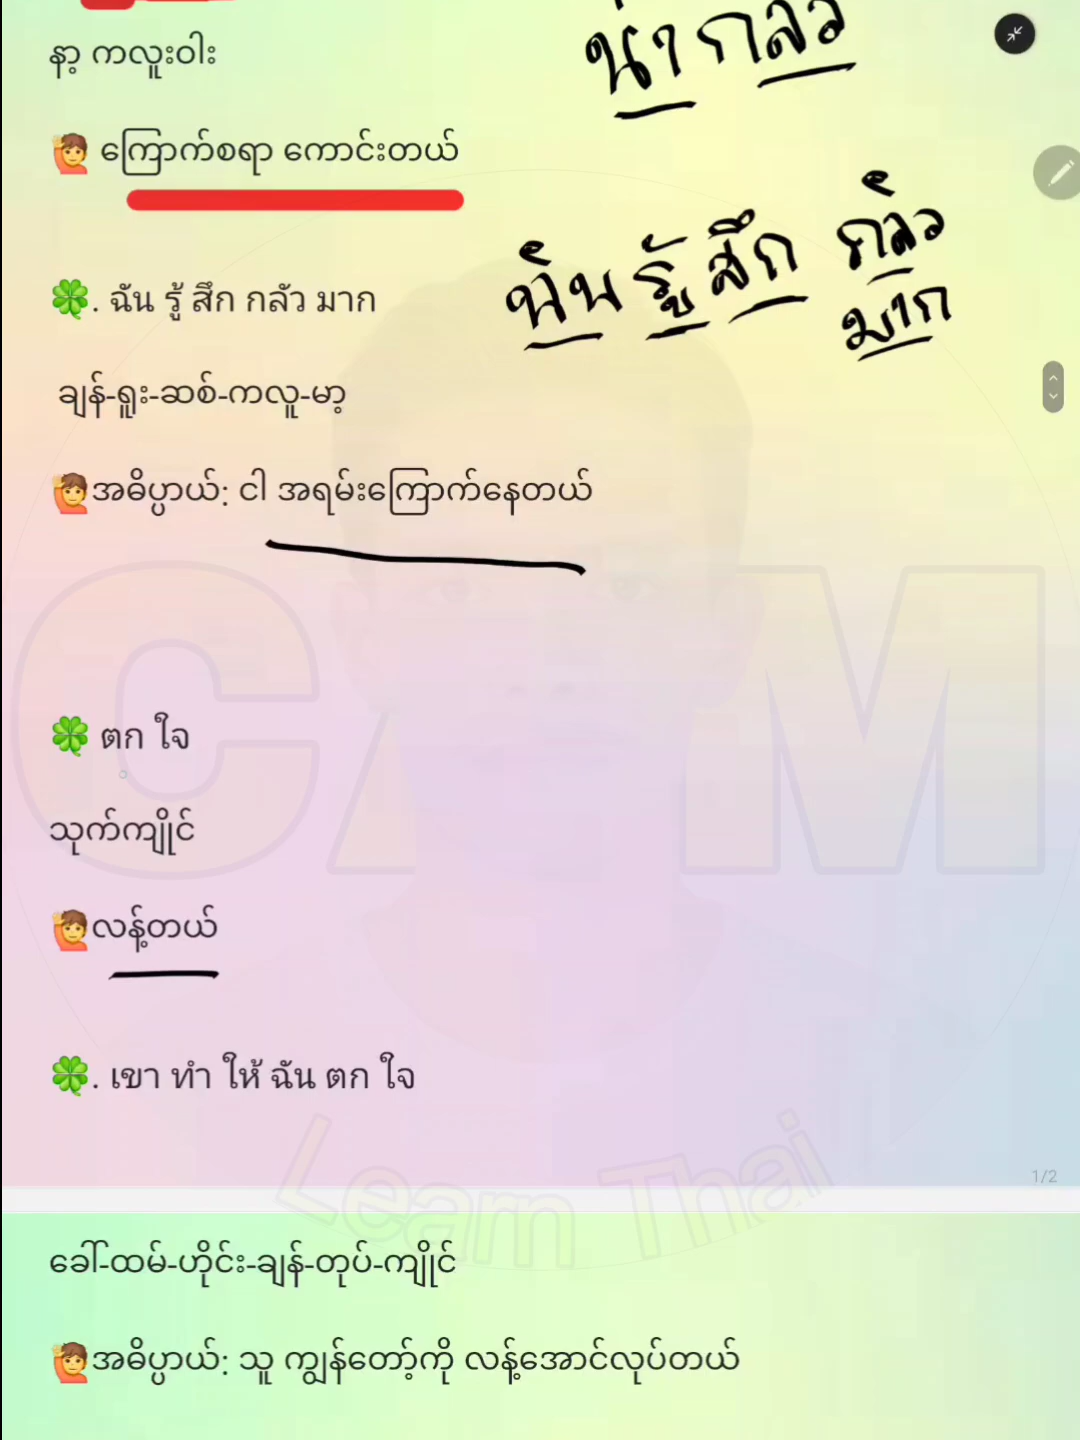 နာ့ ကလူးဝါး
น่า กลัว
🙋 ကြောက်စရာ ကောင်းတယ်
🍀. ฉัน รู้ สึก กลัว มาก
ฉัน รู้ สึก กลัว
มาก
ချန်-ရူး-ဆစ်-ကလူ-မာ့
🙋အဓိပ္ပာယ်: ငါ အရမ်းကြောက်နေတယ်
CAM
🍀 ตก ใจ
သုက်ကျိုင်
🙋လန့်တယ်
🍀. เขา ทำ ให้ ฉัน ตก ใจ
Learn Thai
1/2
ခေါ်-ထမ်-ဟိုင်း-ချန်-တုပ်-ကျိုင်
🙋အဓိပ္ပာယ်: သူ ကျွန်တော့်ကို လန့်အောင်လုပ်တယ်